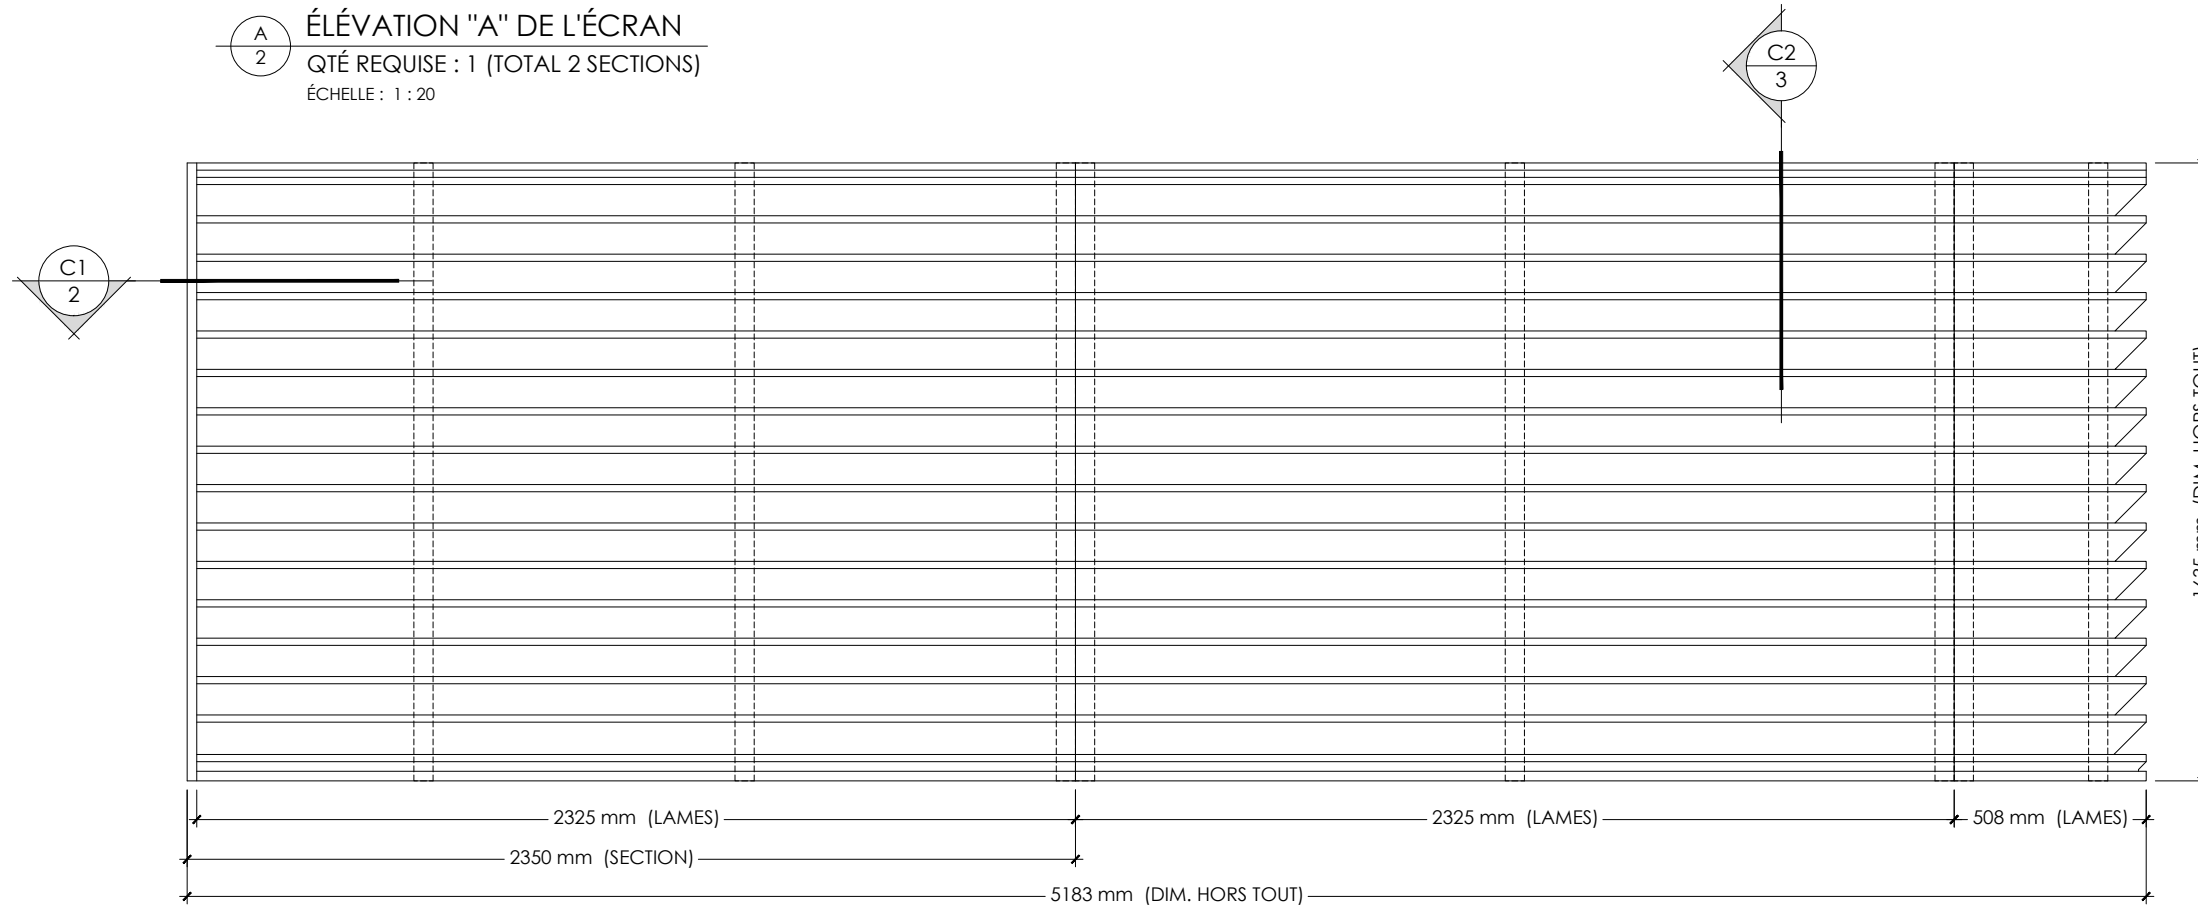 A
2
ÉLÉVATION "A" DE L'ÉCRAN
QTÉ REQUISE : 1 (TOTAL 2 SECTIONS)
ÉCHELLE : 1 : 20
C2
3
C1
2
2325 mm (LAMES)
2325 mm (LAMES)
508 mm (LAMES)
2350 mm (SECTION)
5183 mm (DIM. HORS TOUT)